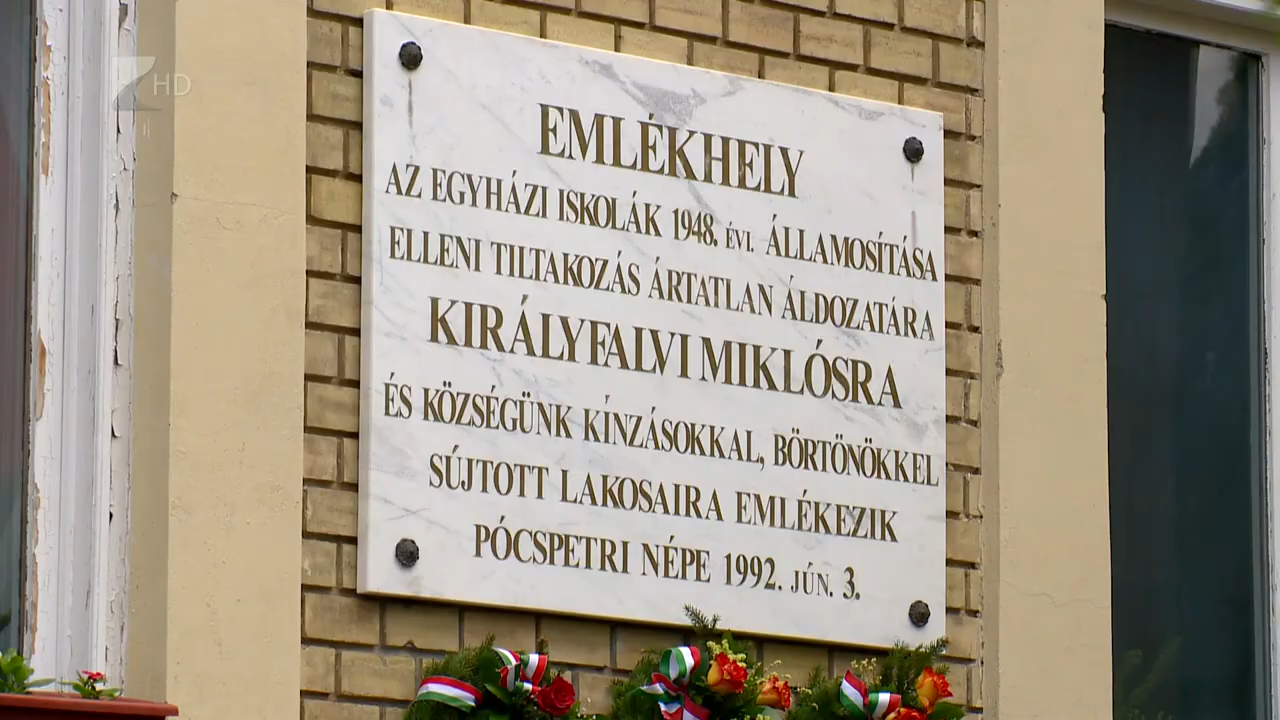 HD
EMLÉKHELY
AZ EGYHÁZI ISKOLÁK 1948. ÉVI. ÁLLAMOSÍTÁSA
ELLENI TILTAKOZÁS ÁRTATLAN ÁLDOZATÁRA
KIRÁLYFALVI MIKLÓSRA
ÉS KÖZSÉGÜNK KÍNZÁSOKKAL, BÖRTÖNÖKKEL
SÚJTOTT LAKOSAIRA EMLÉKEZIK
PÓCSPETRI NÉPE 1992. JÚN. 3.